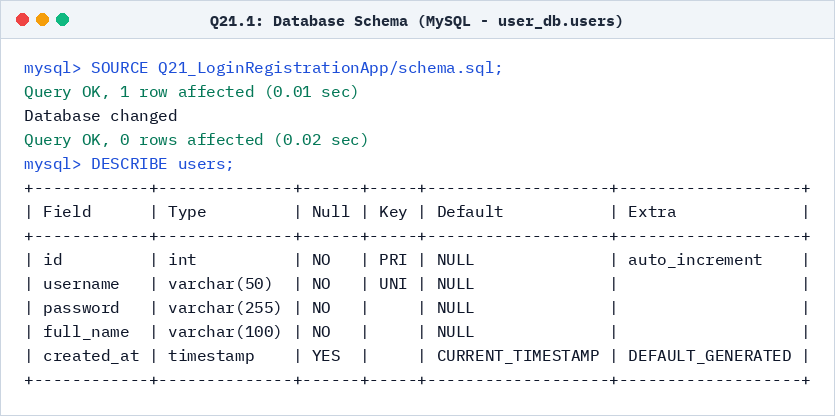 Q21.1: Database Schema (MySQL - user_db.users)
mysql> SOURCE Q21_LoginRegistrationApp/schema.sql;
Query OK, 1 row affected (0.01 sec)
Database changed
Query OK, 0 rows affected (0.02 sec)
mysql> DESCRIBE users;
+------------+--------------+------+-----+-------------------+-------------------+
| Field      | Type         | Null | Key | Default           | Extra             |
+------------+--------------+------+-----+-------------------+-------------------+
| id         | int          | NO   | PRI | NULL              | auto_increment    |
| username   | varchar(50)  | NO   | UNI | NULL              |                   |
| password   | varchar(255) | NO   |     | NULL              |                   |
| full_name  | varchar(100) | NO   |     | NULL              |                   |
| created_at | timestamp    | YES  |     | CURRENT_TIMESTAMP | DEFAULT_GENERATED |
+------------+--------------+------+-----+-------------------+-------------------+